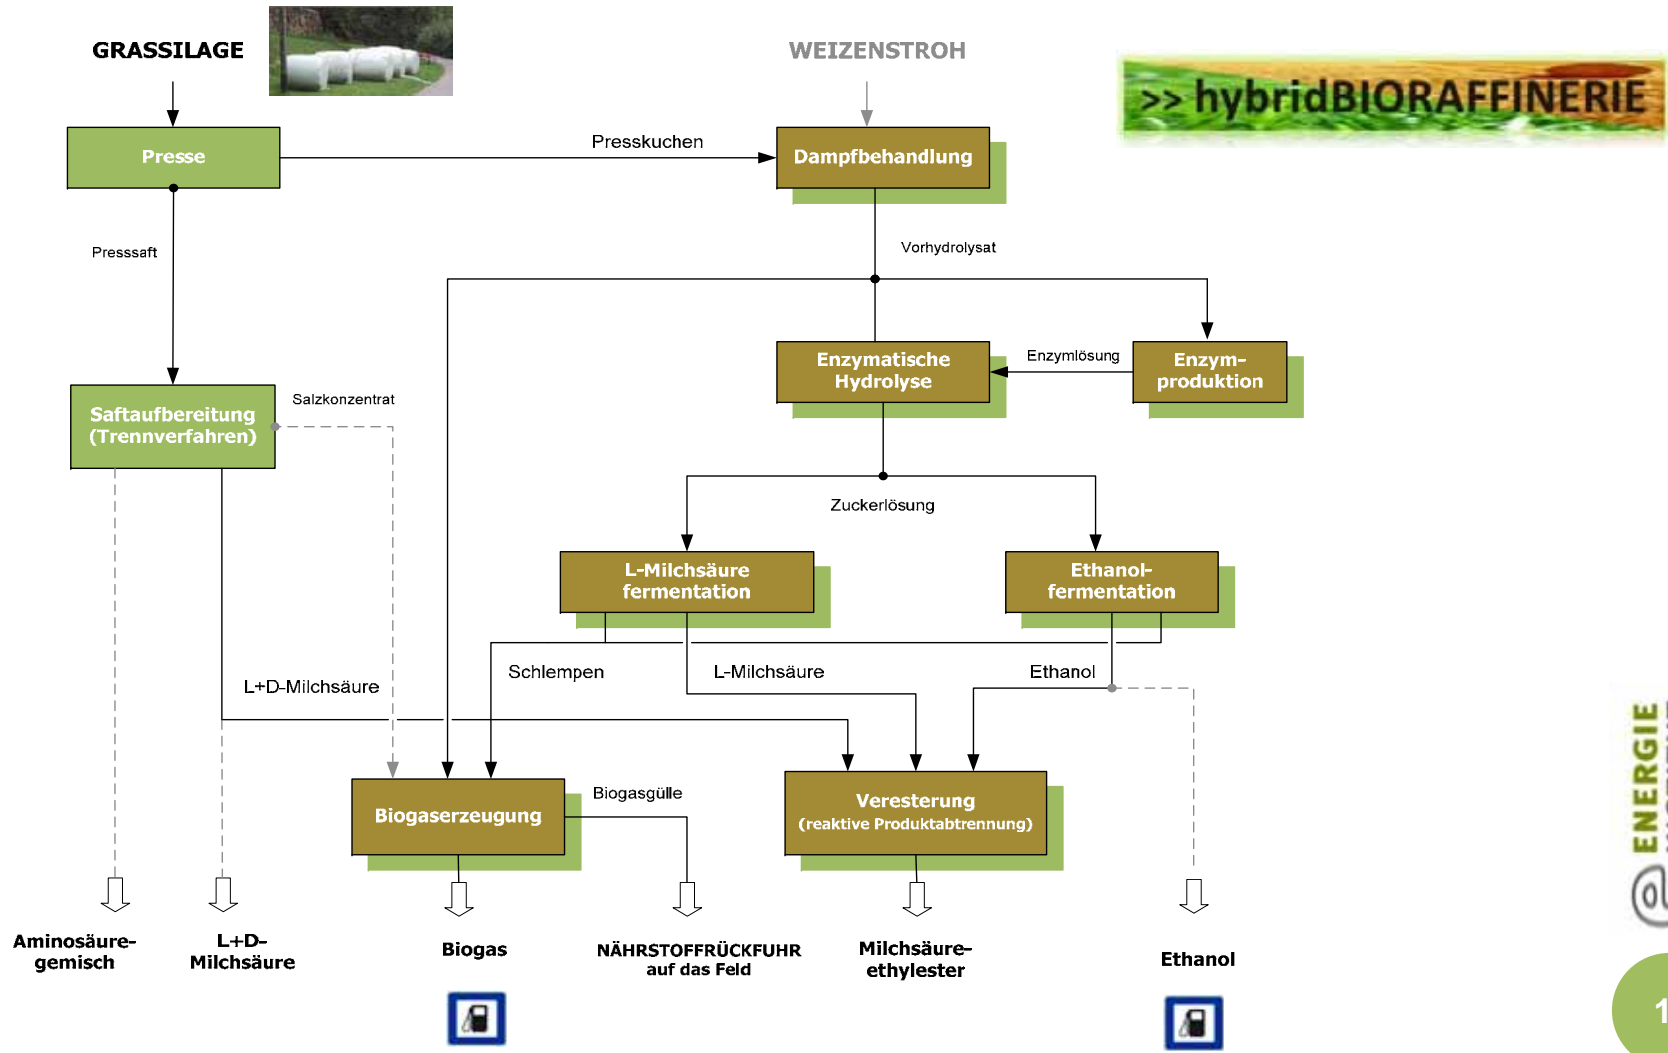 GRASSILAGE
WEIZENSTROH
>> hybridBIORAFFINERIE
Presse
Presskuchen
Dampfbehandlung
Presssaft
Vorhydrolysat
Enzymatische
Hydrolyse
Enzymlösung
Enzym-
produktion
Salzkonzentrat
Saftaufbereitung
(Trennverfahren)
Zuckerlösung
L-Milchsäure
fermentation
Ethanol-
fermentation
L+D-Milchsäure
Schlempen
L-Milchsäure
Ethanol
Biogaserzeugung
Biogasgülle
Veresterung
(reaktive Produktabtrennung)
Aminosäure-
gemisch
L+D-
Milchsäure
Biogas
NÄHRSTOFFRÜCKFUHR
auf das Feld
Milchsäure-
ethylester
Ethanol
ENERGIE
1